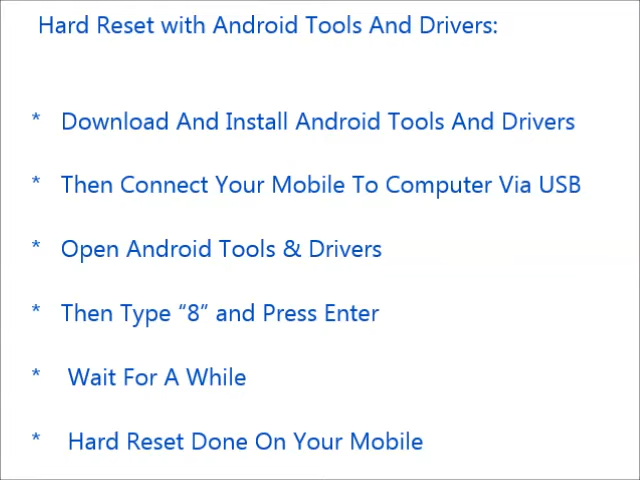 Hard Reset with Android Tools And Drivers:
* Download And Install Android Tools And Drivers
* Then Connect Your Mobile To Computer Via USB
* Open Android Tools & Drivers
* Then Type “8” and Press Enter
* Wait For A While
* Hard Reset Done On Your Mobile